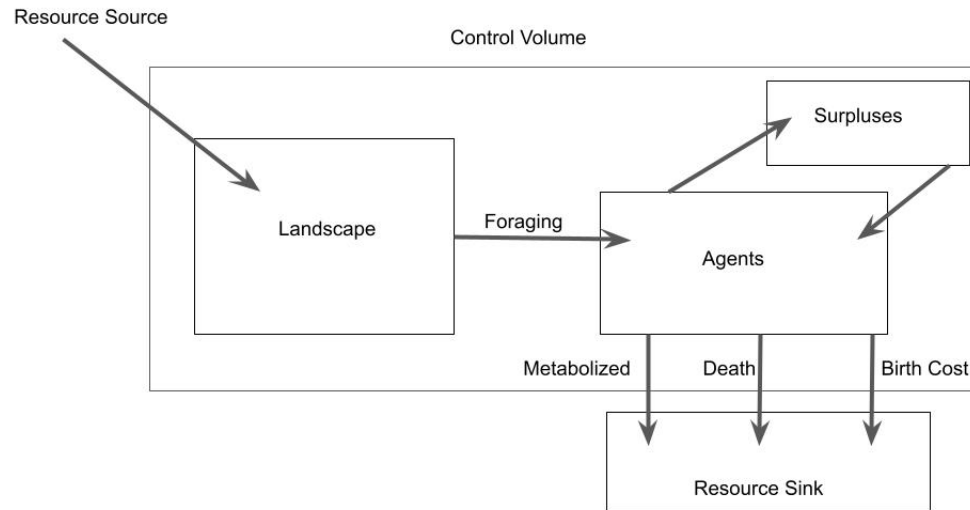 Resource Source
Control Volume
Surpluses
Landscape
Foraging
Agents
Metabolized
Death
Birth Cost
Resource Sink